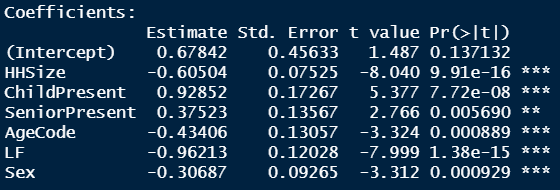 Coefficients:
Estimate Std. Error t value Pr(>|t|)
(Intercept) 0.67842 0.45633 1.487 0.137132
HHSize -0.60504 0.07525 -8.040 9.91e-16 ***
ChildPresent 0.92852 0.17267 5.377 7.72e-08 ***
SeniorPresent 0.37523 0.13567 2.766 0.005690 **
AgeCode -0.43406 0.13057 -3.324 0.000889 ***
LF -0.96213 0.12028 -7.999 1.38e-15 ***
Sex -0.30687 0.09265 -3.312 0.000929 ***